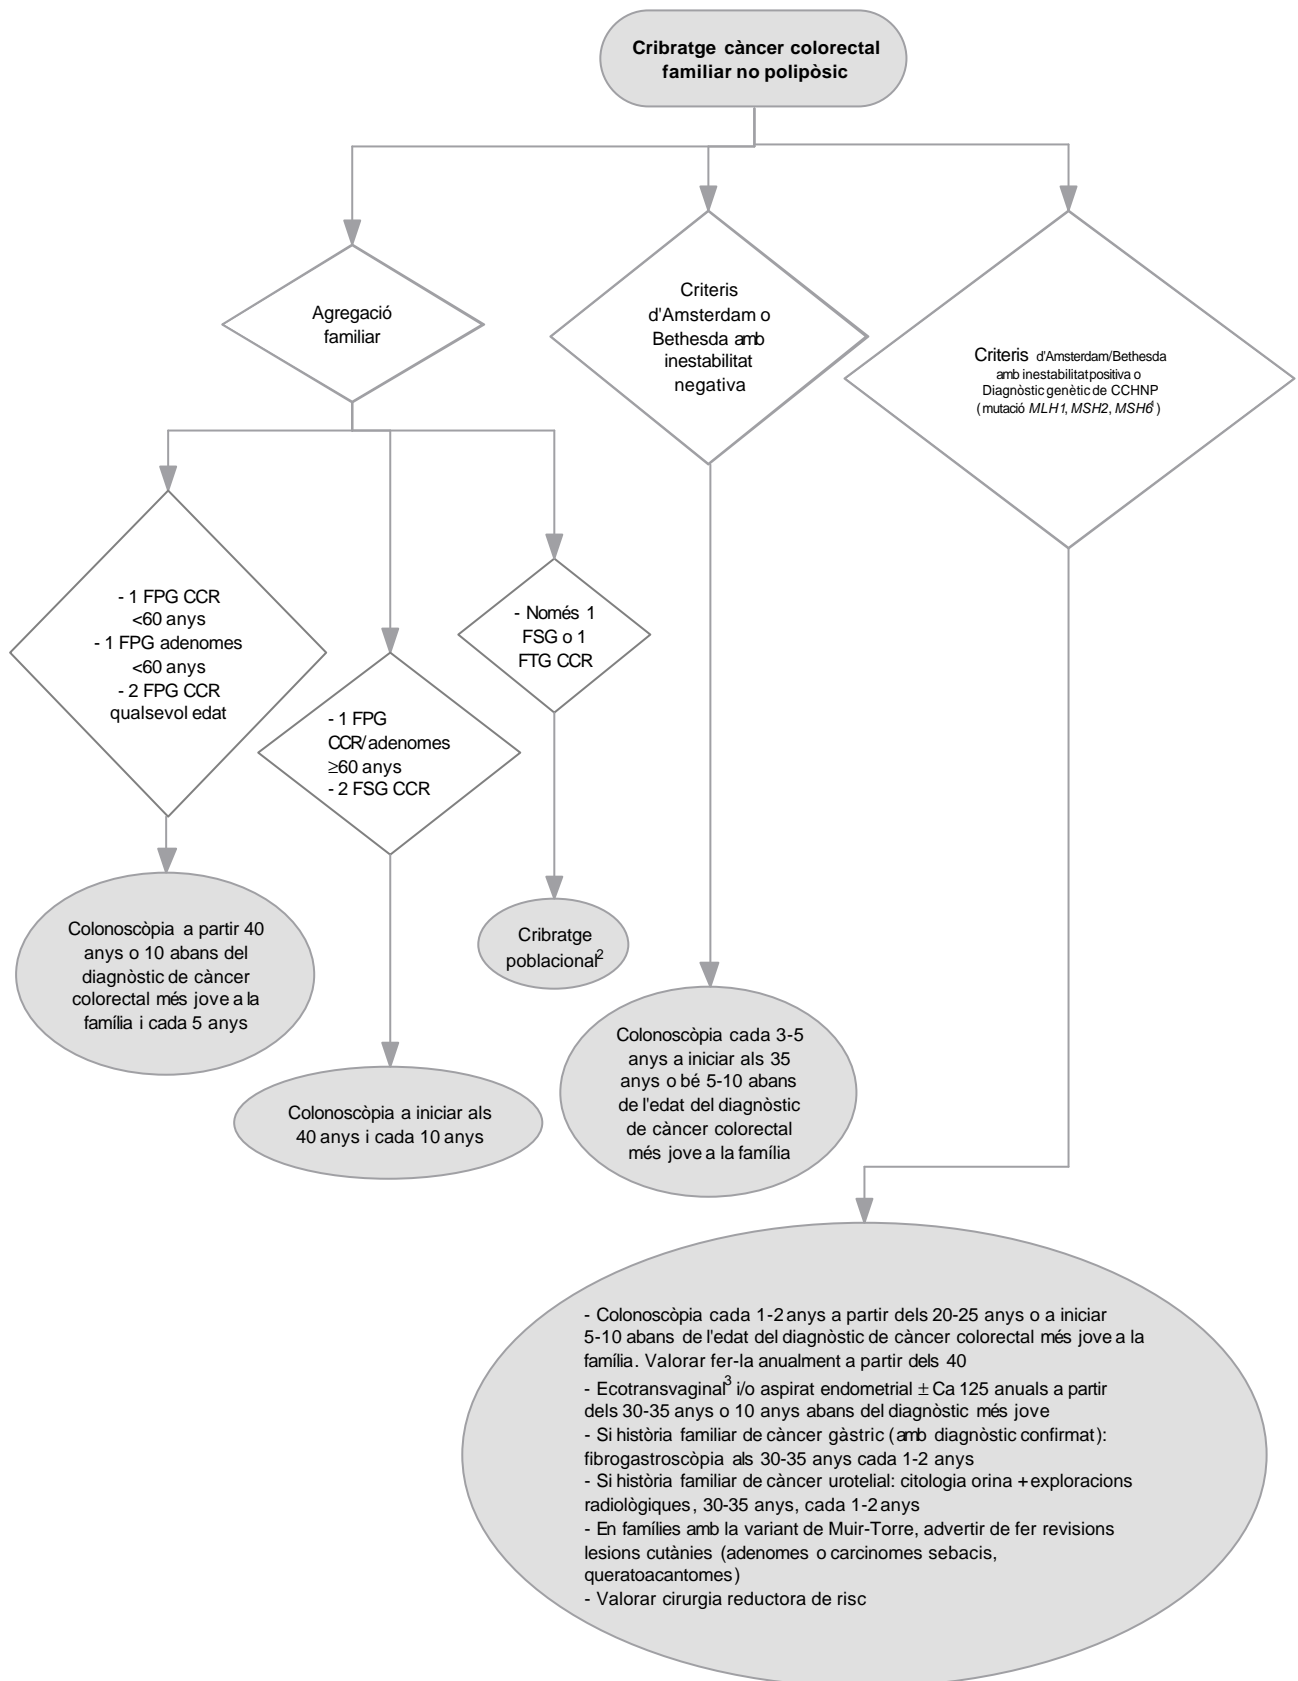 Cribratge càncer colorectal
familiar no polipòsic
Agregació
familiar
Criteris
d'Amsterdam o
Bethesda amb
inestabilitat
negativa
Criteris d'Amsterdam/Bethesda
amb inestabilitat positiva o
Diagnòstic genètic de CCHNP
(mutació MLH1, MSH2, MSH6¹)
- 1 FPG CCR
<60 anys
- 1 FPG adenomes
<60 anys
- 2 FPG CCR
qualsevol edat
- 1 FPG
CCR/adenomes
≥60 anys
- 2 FSG CCR
- Només 1
FSG o 1
FTG CCR
Colonoscòpia a partir 40
anys o 10 abans del
diagnòstic de càncer
colorectal més jove a la
família i cada 5 anys
Colonoscòpia a iniciar als
40 anys i cada 10 anys
Cribratge
poblacional²
Colonoscòpia cada 3-5
anys a iniciar als 35
anys o bé 5-10 abans
de l'edat del diagnòstic
de càncer colorectal
més jove a la família
- Colonoscòpia cada 1-2 anys a partir dels 20-25 anys o a iniciar
5-10 abans de l'edat del diagnòstic de càncer colorectal més jove a la
família. Valorar fer-la anualment a partir dels 40
- Ecotransvaginal³ i/o aspirat endometrial ± Ca 125 anuals a partir
dels 30-35 anys o 10 anys abans del diagnòstic més jove
- Si història familiar de càncer gàstric (amb diagnòstic confirmat):
fibrogastroscòpia als 30-35 anys cada 1-2 anys
- Si història familiar de càncer urotelial: citologia orina + exploracions
radiològiques, 30-35 anys, cada 1-2 anys
- En famílies amb la variant de Muir-Torre, advertir de fer revisions
lesions cutànies (adenomes o carcinomes sebacis,
queratoacantomes)
- Valorar cirurgia reductora de risc